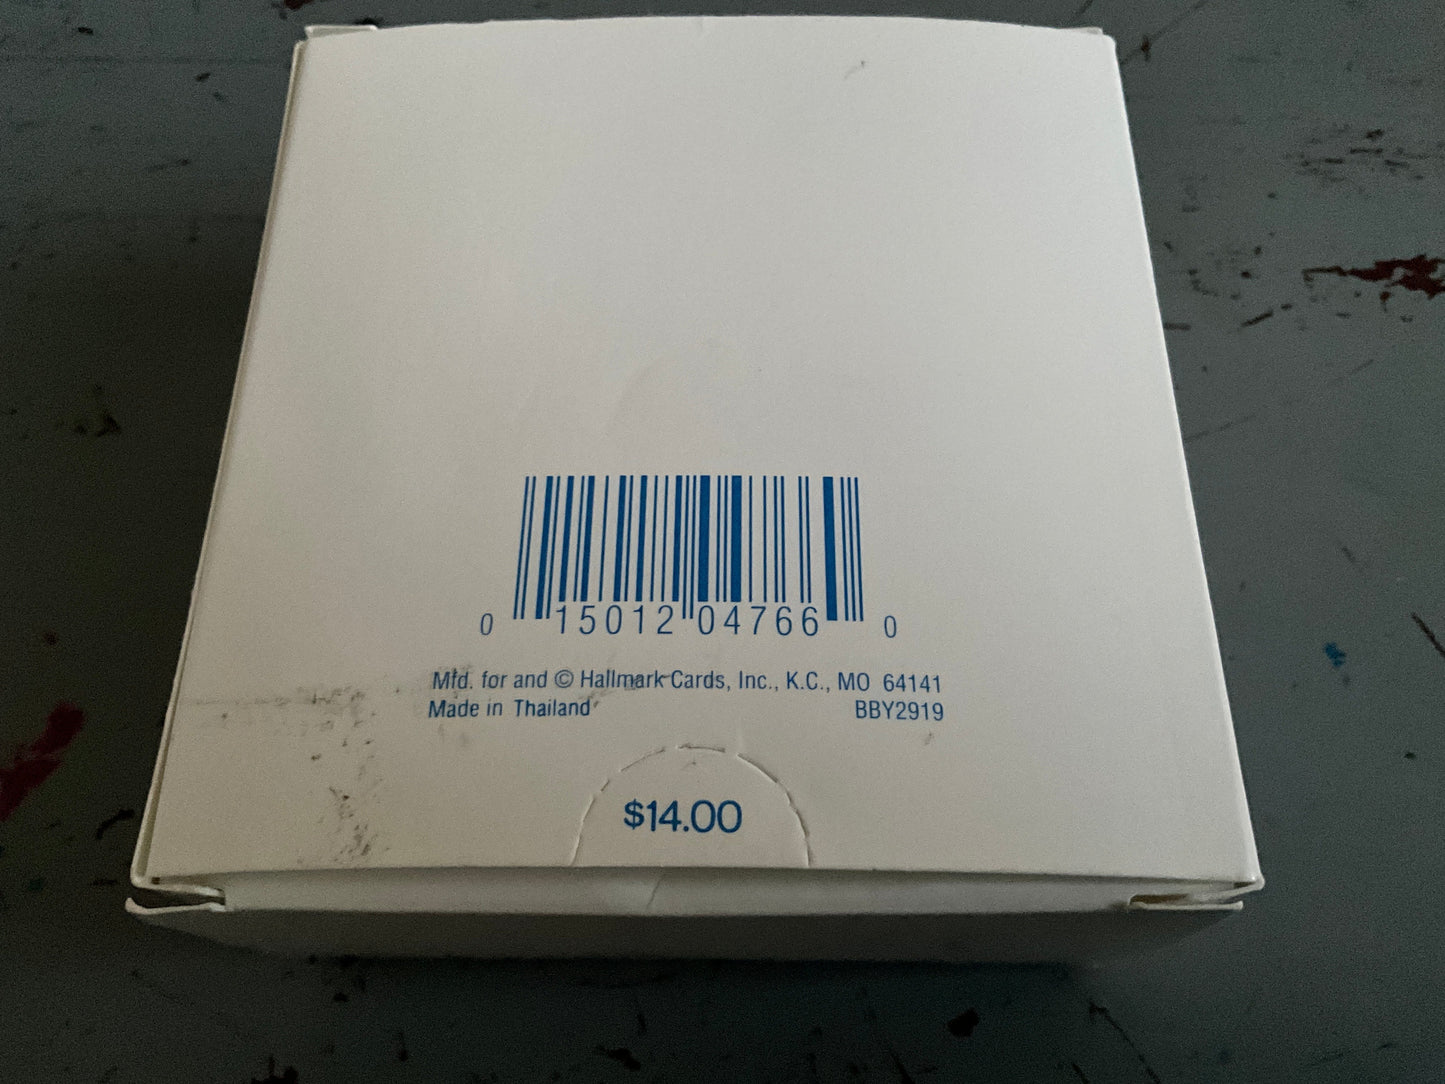 0 15012 04766 0
Mfd. for and © Hallmark Cards, Inc., K.C., MO 64141
Made in Thailand BBY2919
$14.00